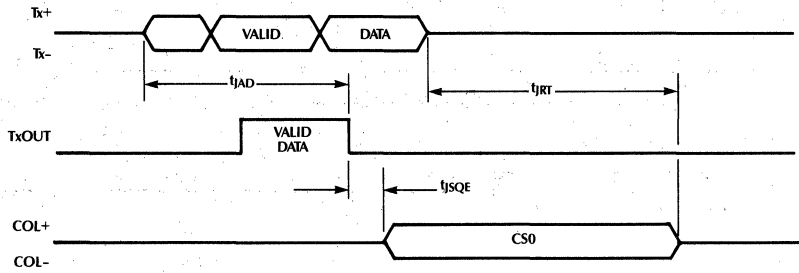 Tx+
Tx–
VALID
DATA
tJAD
tJRT
TxOUT
VALID
DATA
tJSQE
COL+
COL–
CS0